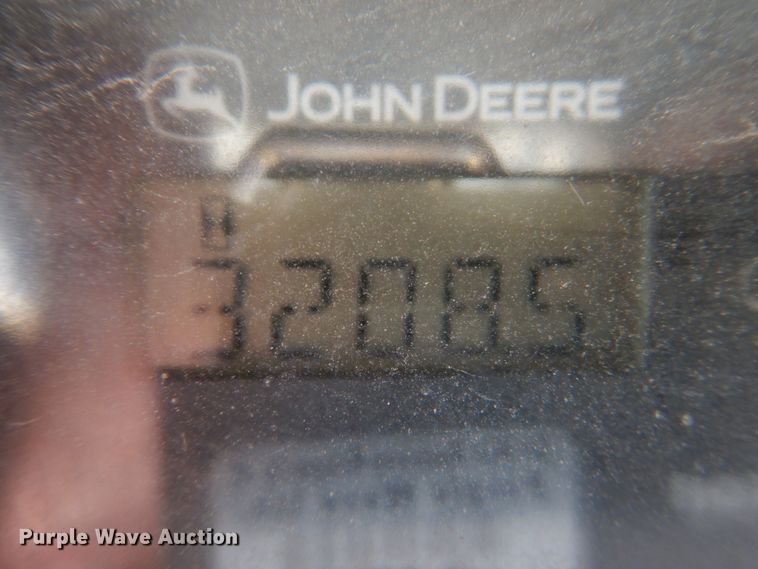 JOHN DEERE
H
32085
Purple Wave Auction